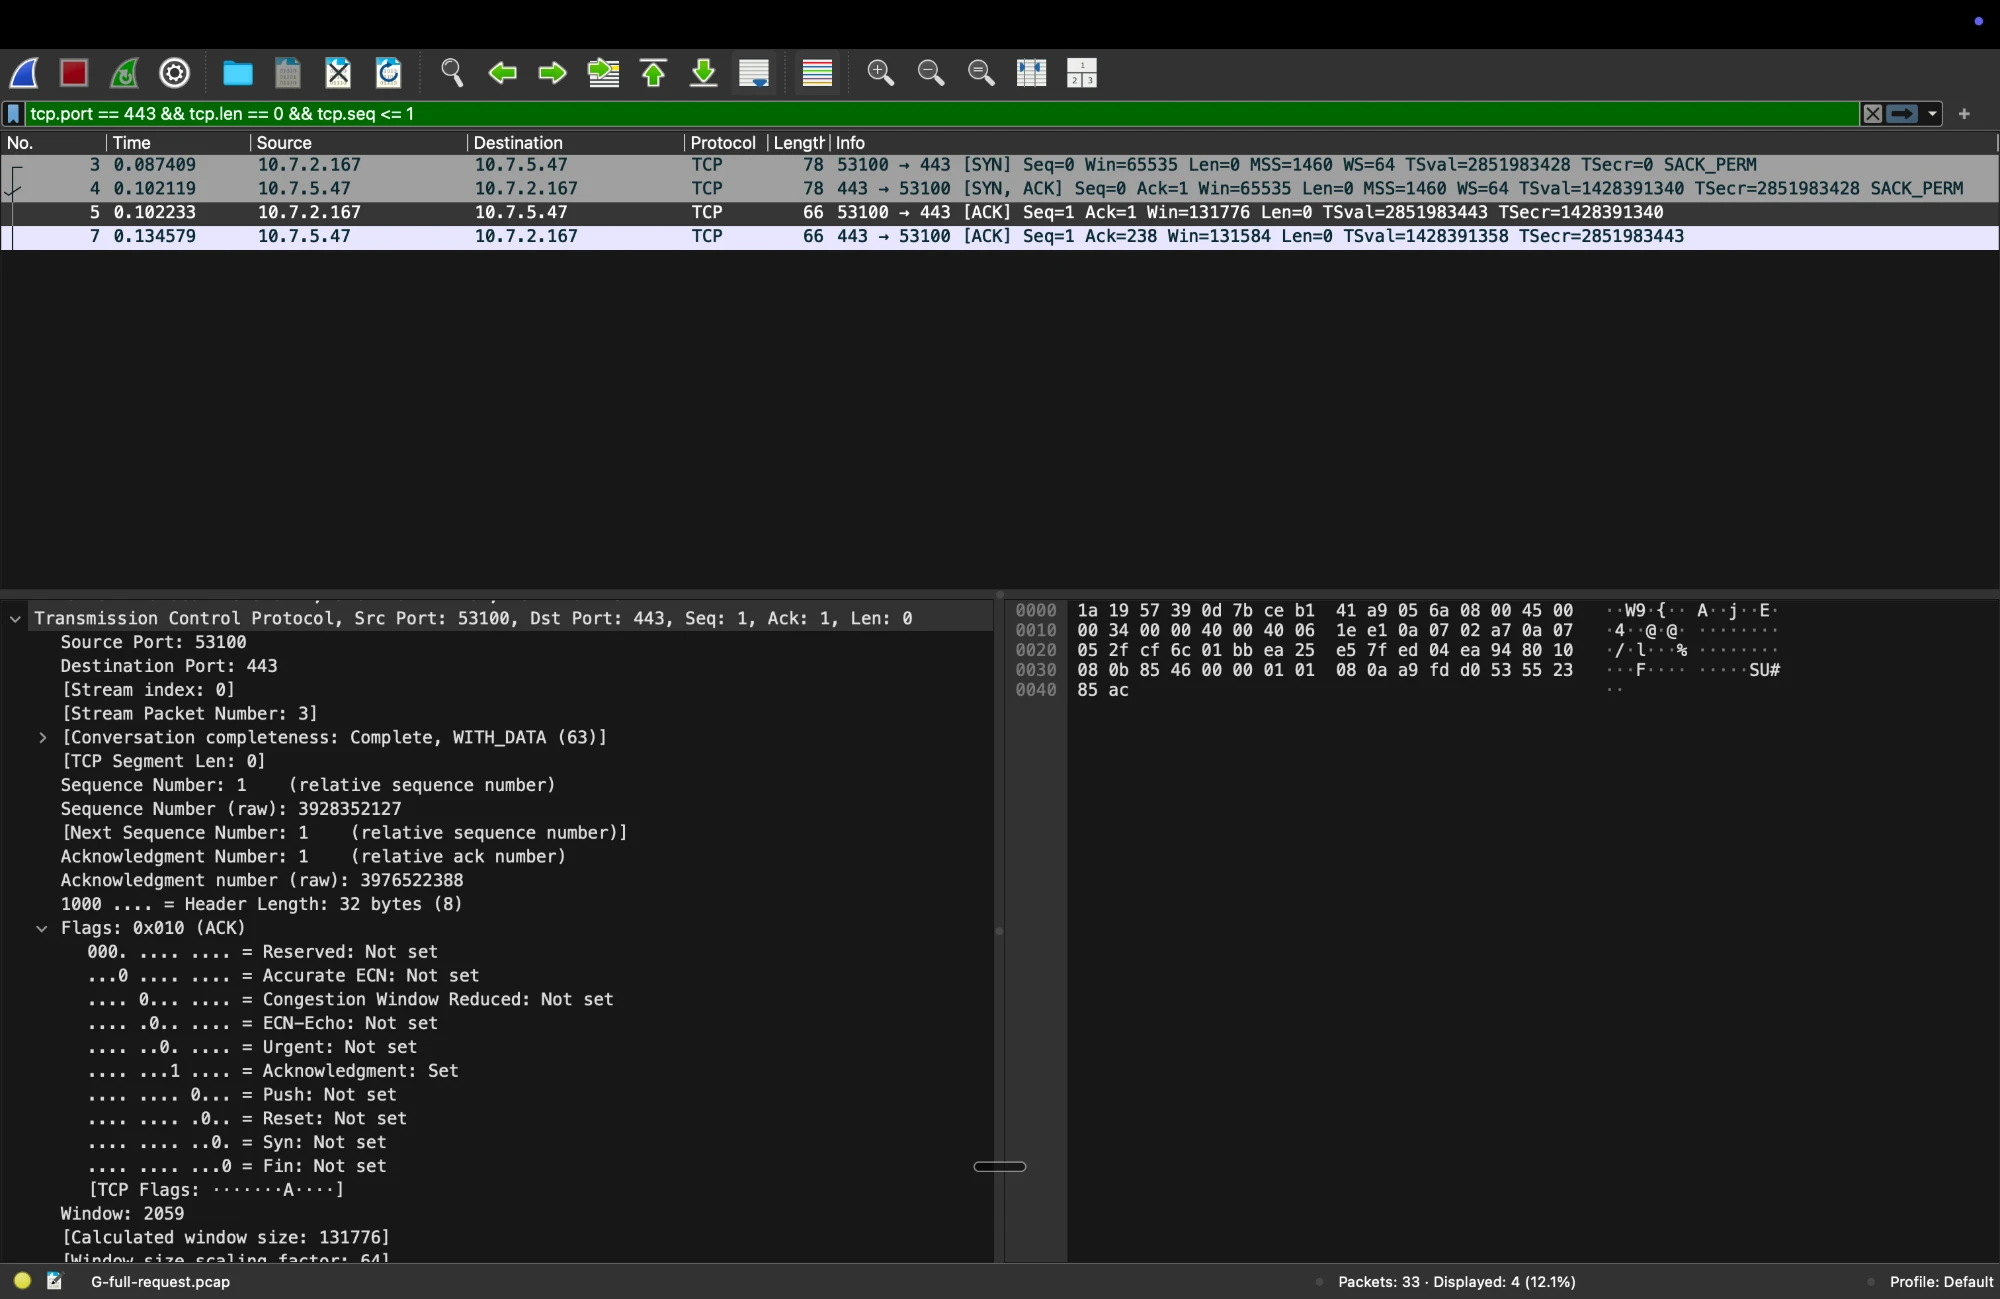 tcp.port == 443 && tcp.len == 0 && tcp.seq <= 1
No. Time Source Destination Protocol Length Info
3 0.087409 10.7.2.167 10.7.5.47 TCP 78 53100 → 443 [SYN] Seq=0 Win=65535 Len=0 MSS=1460 WS=64 TSval=2851983428 TSecr=0 SACK_PERM
4 0.102119 10.7.5.47 10.7.2.167 TCP 78 443 → 53100 [SYN, ACK] Seq=0 Ack=1 Win=65535 Len=0 MSS=1460 WS=64 TSval=1428391340 TSecr=2851983428 SACK_PERM
5 0.102233 10.7.2.167 10.7.5.47 TCP 66 53100 → 443 [ACK] Seq=1 Ack=1 Win=131776 Len=0 TSval=2851983443 TSecr=1428391340
7 0.134579 10.7.5.47 10.7.2.167 TCP 66 443 → 53100 [ACK] Seq=1 Ack=238 Win=131584 Len=0 TSval=1428391358 TSecr=2851983443
Transmission Control Protocol, Src Port: 53100, Dst Port: 443, Seq: 1, Ack: 1, Len: 0
Source Port: 53100
Destination Port: 443
[Stream index: 0]
[Stream Packet Number: 3]
[Conversation completeness: Complete, WITH_DATA (63)]
[TCP Segment Len: 0]
Sequence Number: 1    (relative sequence number)
Sequence Number (raw): 3928352127
[Next Sequence Number: 1    (relative sequence number)]
Acknowledgment Number: 1    (relative ack number)
Acknowledgment number (raw): 3976522388
1000 .... = Header Length: 32 bytes (8)
Flags: 0x010 (ACK)
000. .... .... = Reserved: Not set
...0 .... .... = Accurate ECN: Not set
.... 0... .... = Congestion Window Reduced: Not set
.... .0.. .... = ECN-Echo: Not set
.... ..0. .... = Urgent: Not set
.... ...1 .... = Acknowledgment: Set
.... .... 0... = Push: Not set
.... .... .0.. = Reset: Not set
.... .... ..0. = Syn: Not set
.... .... ...0 = Fin: Not set
[TCP Flags: ·······A····]
Window: 2059
[Calculated window size: 131776]
[Window size scaling factor: 64]
0000 1a 19 57 39 0d 7b ce b1 41 a9 05 6a 08 00 45 00 ··W9·{·· A··j··E·
0010 00 34 00 00 40 00 40 06 1e e1 0a 07 02 a7 0a 07 ·4··@·@· ········
0020 05 2f cf 6c 01 bb ea 25 e5 7f ed 04 ea 94 80 10 ·/·l···% ········
0030 08 0b 85 46 00 00 01 01 08 0a a9 fd d0 53 55 23 ···F···· ·····SU#
0040 85 ac ··
G-full-request.pcap
Packets: 33 · Displayed: 4 (12.1%)
Profile: Default